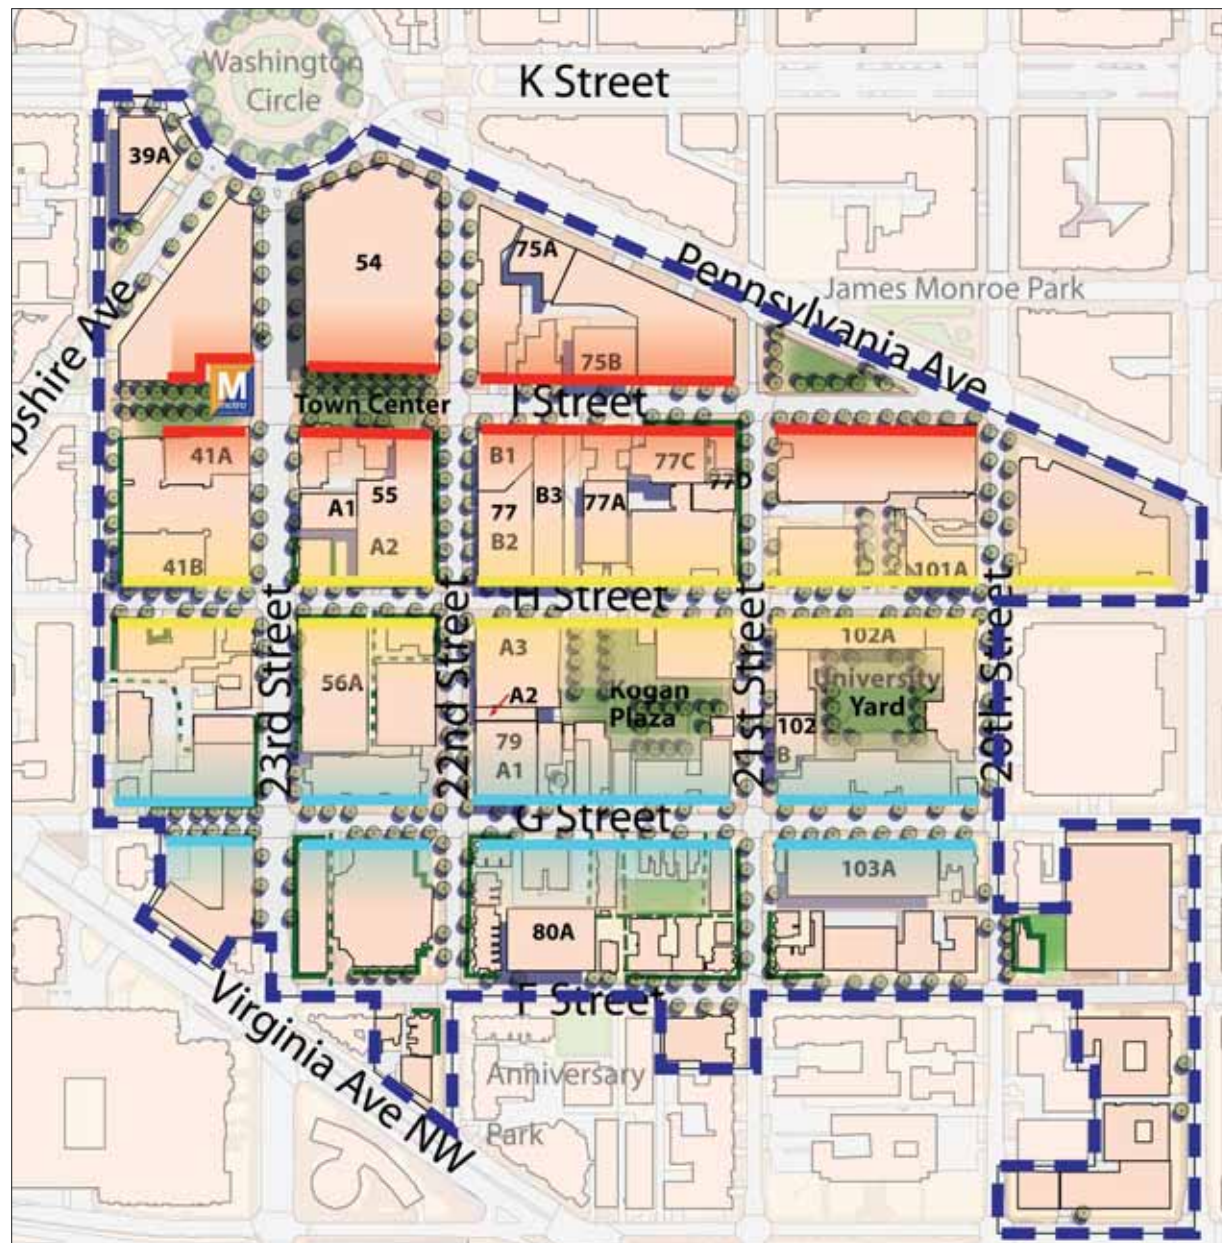 Washington
Circle
K Street
39A
54
75A
Pennsylvania Ave
James Monroe Park
pshire Ave
75B
M
metro
Town Center
I Street
41A
B1
77C
77D
55
A1
B3
77
77A
A2
B2
41B
101A
H Street
23rd Street
22nd Street
21st Street
20th Street
A3
102A
56A
A2
Kogan
Plaza
University
Yard
102
B
79
A1
G Street
103A
80A
F Street
Virginia Ave NW
Anniversary
Park